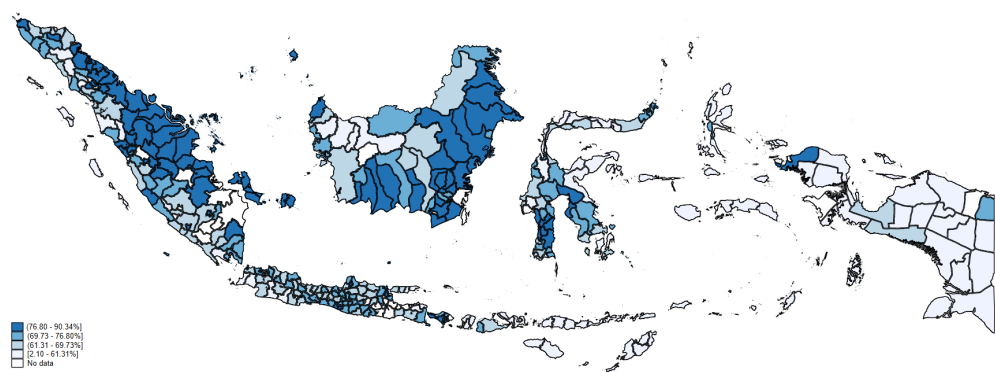 (76.80 - 90.34%]
(69.73 - 76.80%]
(61.31 - 69.73%]
[2.10 - 61.31%]
No data